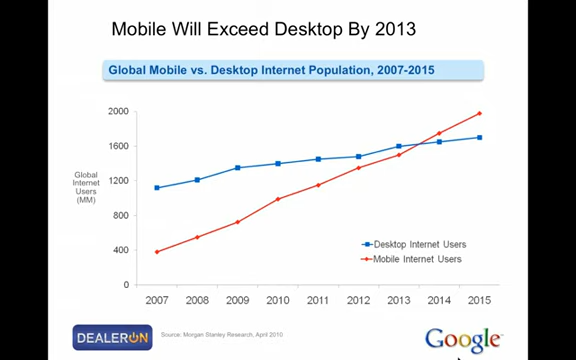 Mobile Will Exceed Desktop By 2013
Global Mobile vs. Desktop Internet Population, 2007-2015
2000
1600
1200
800
400
0
Global
Internet
Users
(MM)
Desktop Internet Users
Mobile Internet Users
2007 2008 2009 2010 2011 2012 2013 2014 2015
DEALERON
Source: Morgan Stanley Research, April 2010
Google